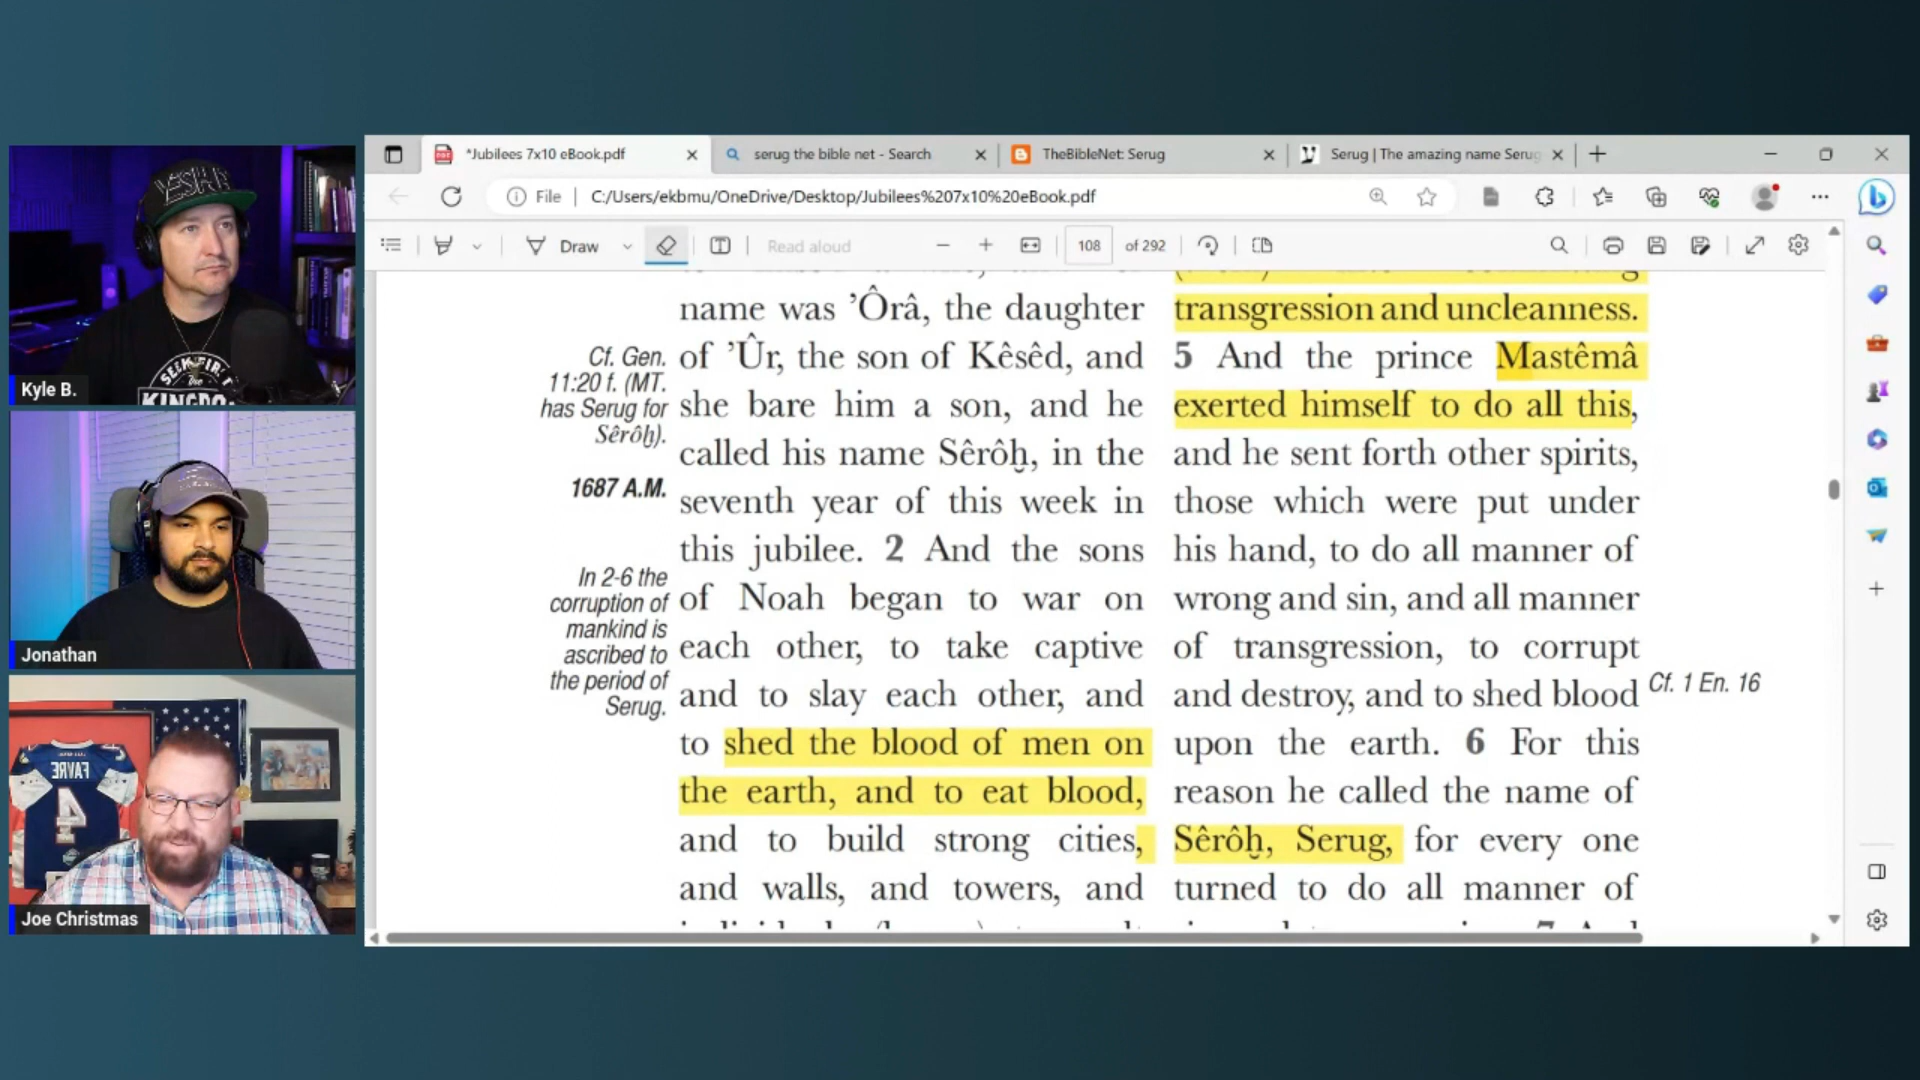 YESHUA
SEEK FIRST
the
KINGDO
Kyle B.
Jonathan
FAVRE
4
Joe Christmas
*Jubilees 7x10 eBook.pdf
serug the bible net - Search
TheBibleNet: Serug
Serug | The amazing name Serug
File
C:/Users/ekbmu/OneDrive/Desktop/Jubilees%207x10%20eBook.pdf
Draw
Read aloud
108
of 292
Cf. Gen.
11:20 f. (MT.
has Serug for
Sêrôḫ).
1687 A.M.
In 2-6 the
corruption of
mankind is
ascribed to
the period of
Serug.
name was ’Ôrâ, the daughter
of ’Ûr, the son of Kêsêd, and
she bare him a son, and he
called his name Sêrôḫ, in the
seventh year of this week in
this jubilee. 2 And the sons
of Noah began to war on
each other, to take captive
and to slay each other, and
to shed the blood of men on
the earth, and to eat blood,
and to build strong cities,
and walls, and towers, and
transgression and uncleanness.
5 And the prince Mastêmâ
exerted himself to do all this,
and he sent forth other spirits,
those which were put under
his hand, to do all manner of
wrong and sin, and all manner
of transgression, to corrupt
and destroy, and to shed blood
upon the earth. 6 For this
reason he called the name of
Sêrôḫ, Serug, for every one
turned to do all manner of
Cf. 1 En. 16